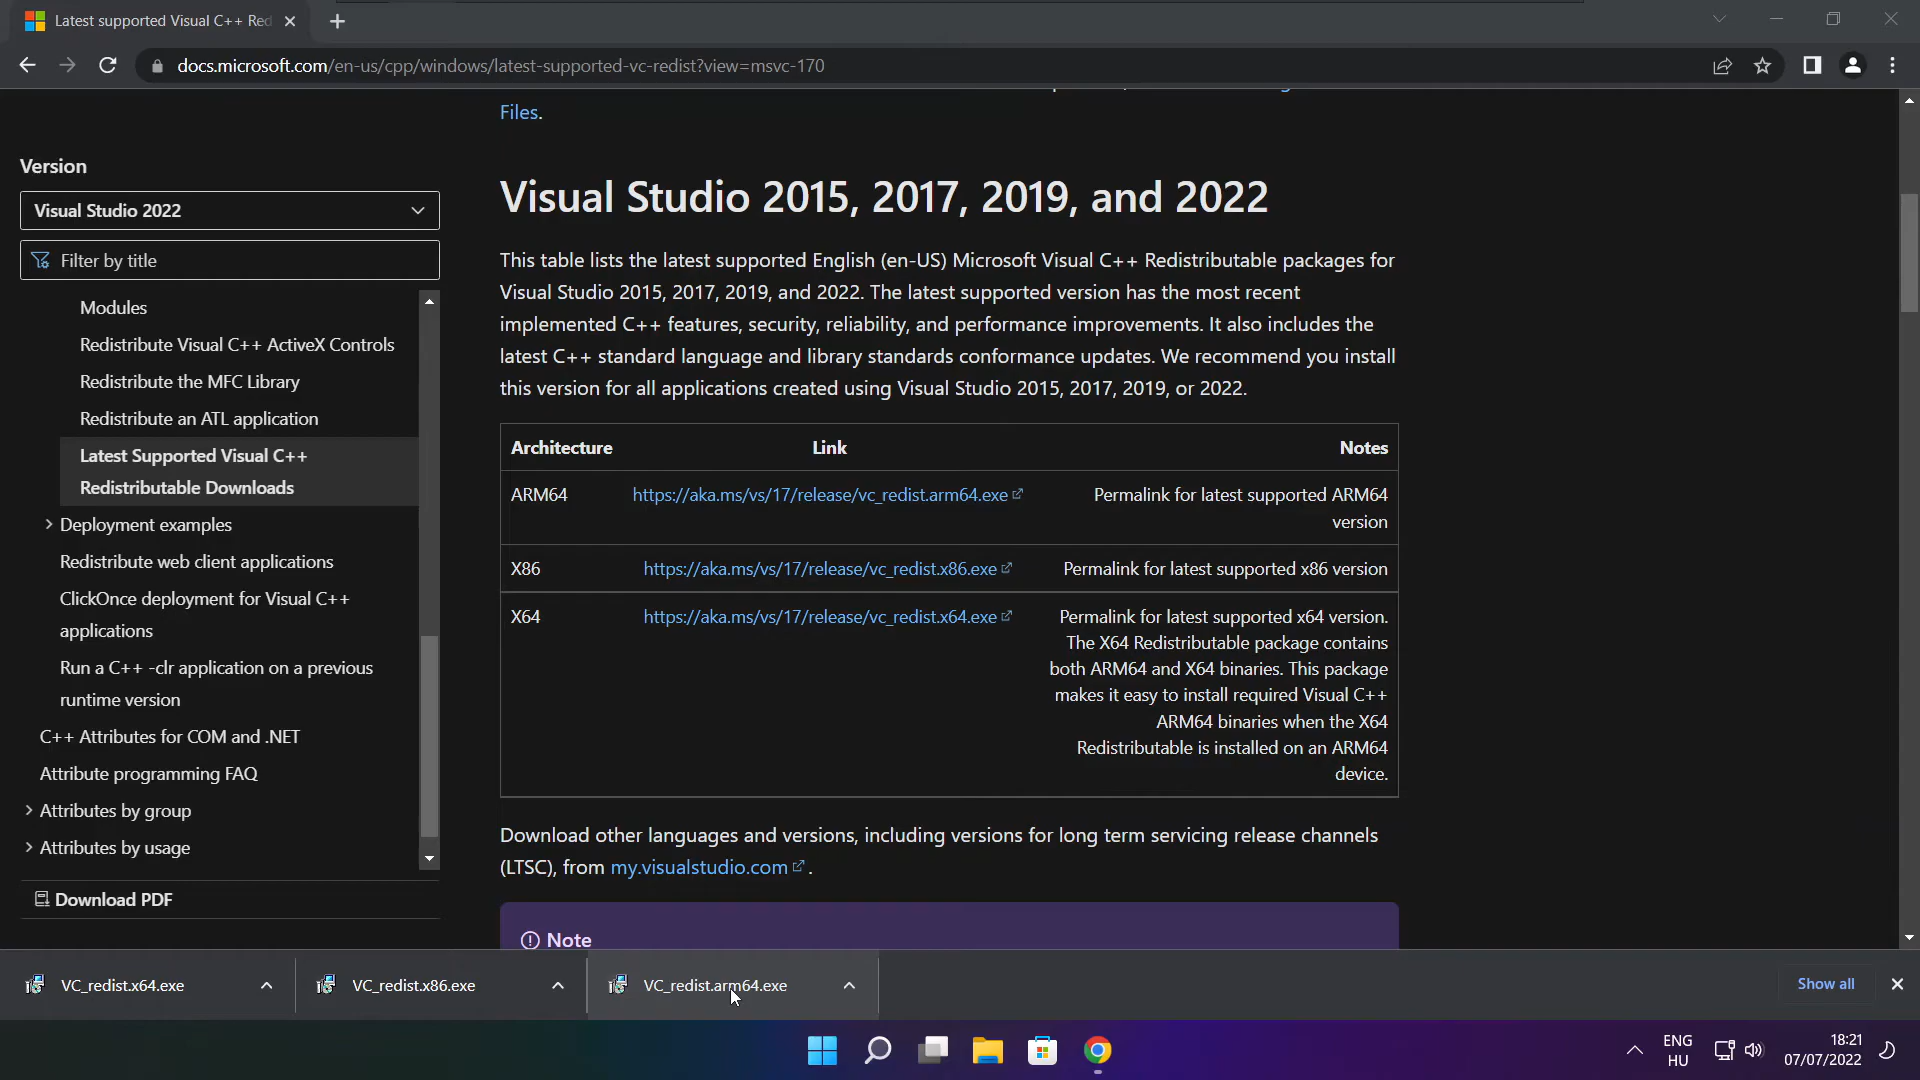 Latest supported Visual C++ Red
docs.microsoft.com/en-us/cpp/windows/latest-supported-vc-redist?view=msvc-170
Files.
Version
Visual Studio 2022
Filter by title
Modules
Redistribute Visual C++ ActiveX Controls
Redistribute the MFC Library
Redistribute an ATL application
Latest Supported Visual C++
Redistributable Downloads
Deployment examples
Redistribute web client applications
ClickOnce deployment for Visual C++
applications
Run a C++ -clr application on a previous
runtime version
C++ Attributes for COM and .NET
Attribute programming FAQ
Attributes by group
Attributes by usage
Download PDF
Visual Studio 2015, 2017, 2019, and 2022
This table lists the latest supported English (en-US) Microsoft Visual C++ Redistributable packages for
Visual Studio 2015, 2017, 2019, and 2022. The latest supported version has the most recent
implemented C++ features, security, reliability, and performance improvements. It also includes the
latest C++ standard language and library standards conformance updates. We recommend you install
this version for all applications created using Visual Studio 2015, 2017, 2019, or 2022.
Architecture Link Notes
ARM64 https://aka.ms/vs/17/release/vc_redist.arm64.exe Permalink for latest supported ARM64
version
X86 https://aka.ms/vs/17/release/vc_redist.x86.exe Permalink for latest supported x86 version
X64 https://aka.ms/vs/17/release/vc_redist.x64.exe Permalink for latest supported x64 version.
The X64 Redistributable package contains
both ARM64 and X64 binaries. This package
makes it easy to install required Visual C++
ARM64 binaries when the X64
Redistributable is installed on an ARM64
device.
Download other languages and versions, including versions for long term servicing release channels
(LTSC), from my.visualstudio.com .
Note
VC_redist.x64.exe
VC_redist.x86.exe
VC_redist.arm64.exe
Show all
ENG
HU
18:21
07/07/2022